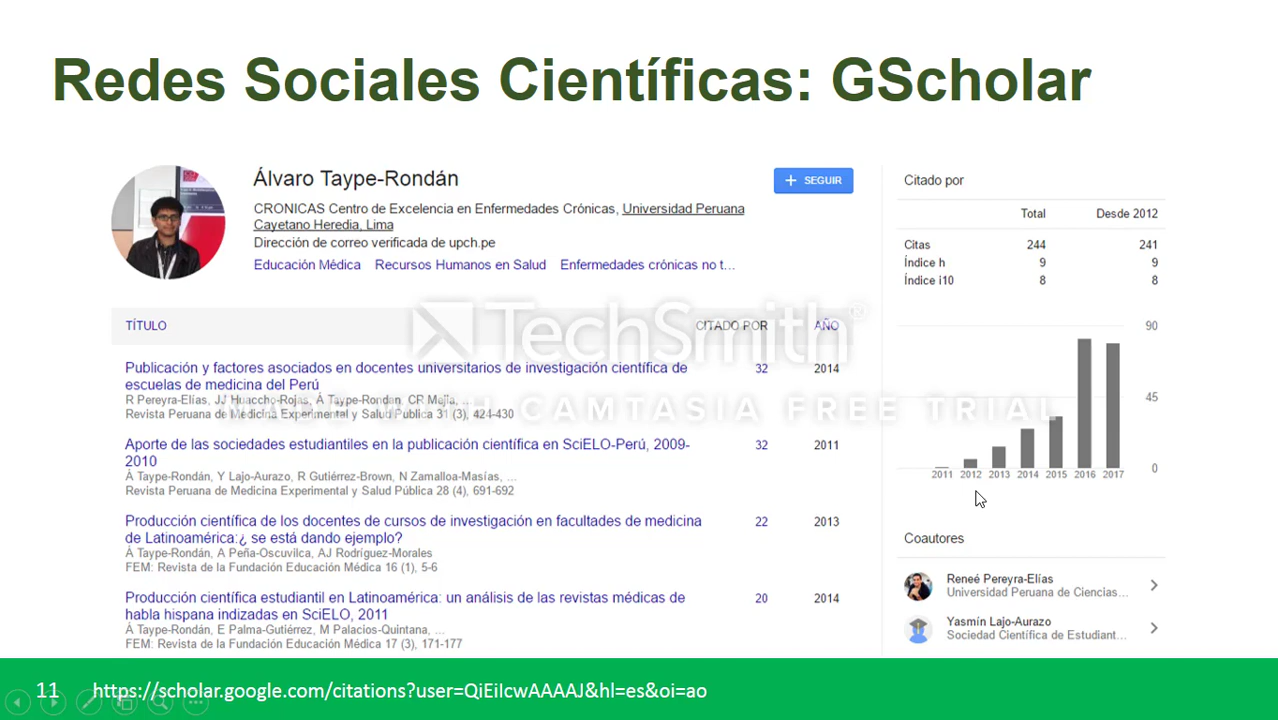 Redes Sociales Científicas: GScholar
Álvaro Taype-Rondán
SEGUIR
CRONICAS Centro de Excelencia en Enfermedades Crónicas, Universidad Peruana
Cayetano Heredia, Lima
Dirección de correo verificada de upch.pe
Educación Médica Recursos Humanos en Salud Enfermedades crónicas no t...
TÍTULO CITADO POR AÑO
Publicación y factores asociados en docentes universitarios de investigación científica de 32 2014
escuelas de medicina del Perú
R Pereyra-Elías, JJ Huaccho-Rojas, Á Taype-Rondan, CR Mejía, ...
Revista Peruana de Medicina Experimental y Salud Publica 31 (3), 424-430
Aporte de las sociedades estudiantiles en la publicación científica en SciELO-Perú, 2009- 32 2011
2010
Á Taype-Rondán, Y Lajo-Aurazo, R Gutiérrez-Brown, N Zamalloa-Masías, ...
Revista Peruana de Medicina Experimental y Salud Pública 28 (4), 691-692
Producción científica de los docentes de cursos de investigación en facultades de medicina 22 2013
de Latinoamérica:¿ se está dando ejemplo?
Á Taype-Rondán, A Peña-Oscuvilca, AJ Rodríguez-Morales
FEM: Revista de la Fundación Educación Médica 16 (1), 5-6
Producción científica estudiantil en Latinoamérica: un análisis de las revistas médicas de 20 2014
habla hispana indizadas en SciELO, 2011
Á Taype-Rondán, E Palma-Gutiérrez, M Palacios-Quintana, ...
FEM: Revista de la Fundación Educación Médica 17 (3), 171-177
Citado por
Total Desde 2012
Citas 244 241
Índice h 9 9
Índice i10 8 8
90
45
0
2011 2012 2013 2014 2015 2016 2017
Coautores
Reneé Pereyra-Elías
Universidad Peruana de Ciencias...
Yasmín Lajo-Aurazo
Sociedad Científica de Estudiant...
TechSmith®
MADE WITH CAMTASIA FREE TRIAL
11 https://scholar.google.com/citations?user=QiEiIcwAAAAJ&hl=es&oi=ao